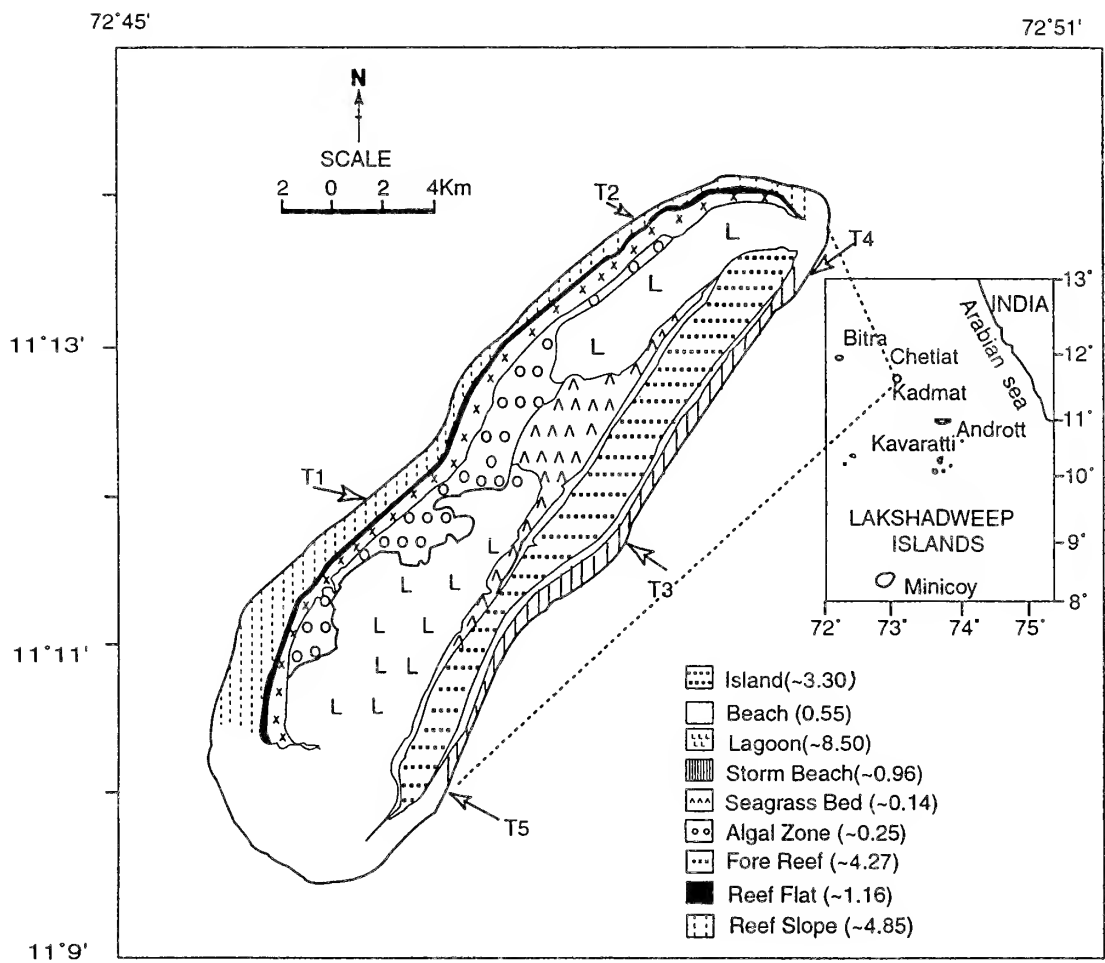 72°45'
72°51'
N
SCALE
2 0 2 4Km
T2
T4
L
L
11°13'
L
13°
INDIA
Arabian sea
Bitra
12°
Chetlat
Kadmat
11°
Andrott
Kavaratti
10°
T1
LAKSHADWEEP
ISLANDS
9°
L
T3
Minicoy
8°
L L
72° 73° 74° 75°
L L
11°11'
L L
L L
Island(~3.30)
Beach (0.55)
Lagoon(~8.50)
Storm Beach(~0.96)
Seagrass Bed (~0.14)
T5
Algal Zone (~0.25)
Fore Reef (~4.27)
Reef Flat (~1.16)
Reef Slope (~4.85)
11°9'